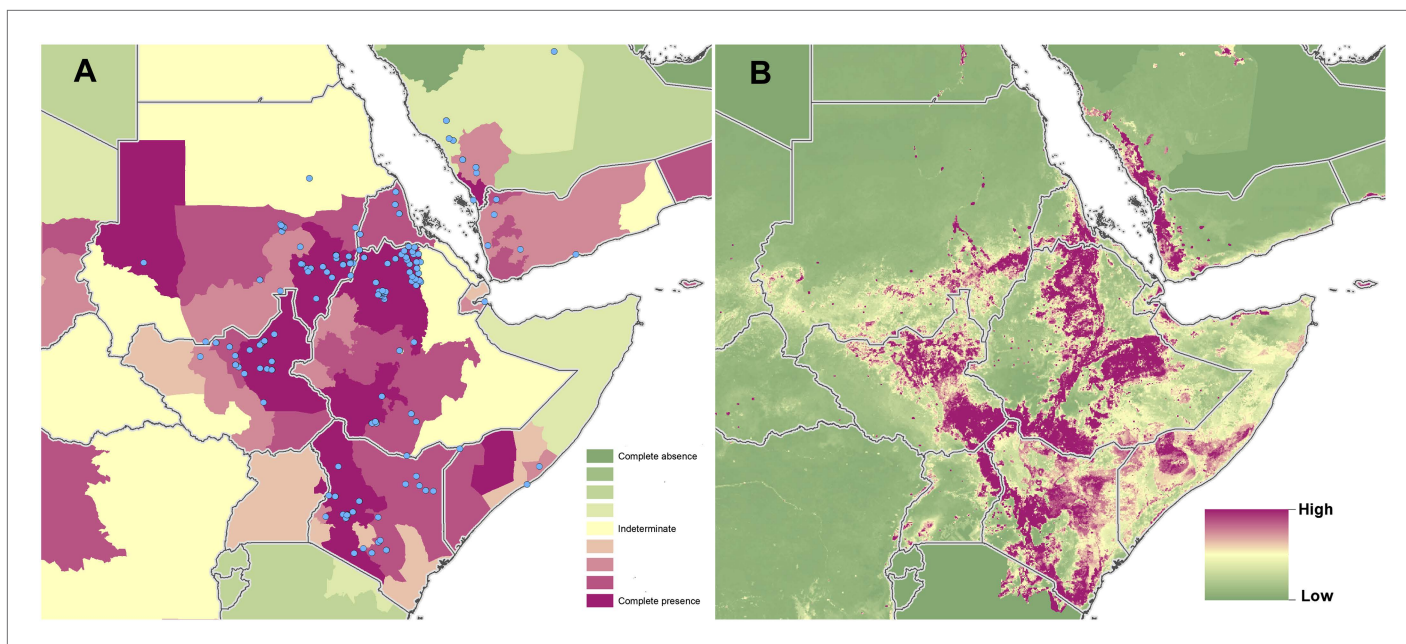 A
B
Complete absence
Indeterminate
Complete presence
High
Low